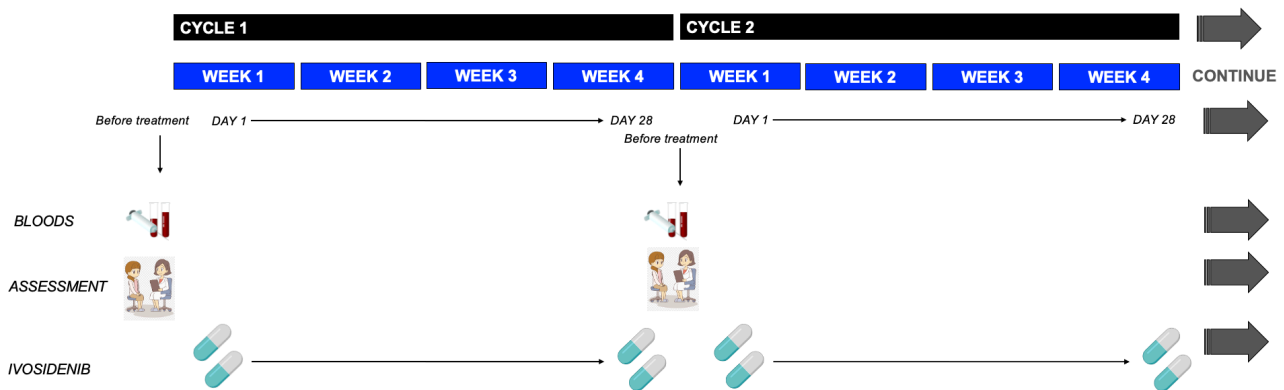 CYCLE 1 CYCLE 2
WEEK 1 WEEK 2 WEEK 3 WEEK 4 WEEK 1 WEEK 2 WEEK 3 WEEK 4 CONTINUE
Before treatment DAY 1 DAY 28 DAY 1 DAY 28
Before treatment
BLOODS
ASSESSMENT
IVOSIDENIB